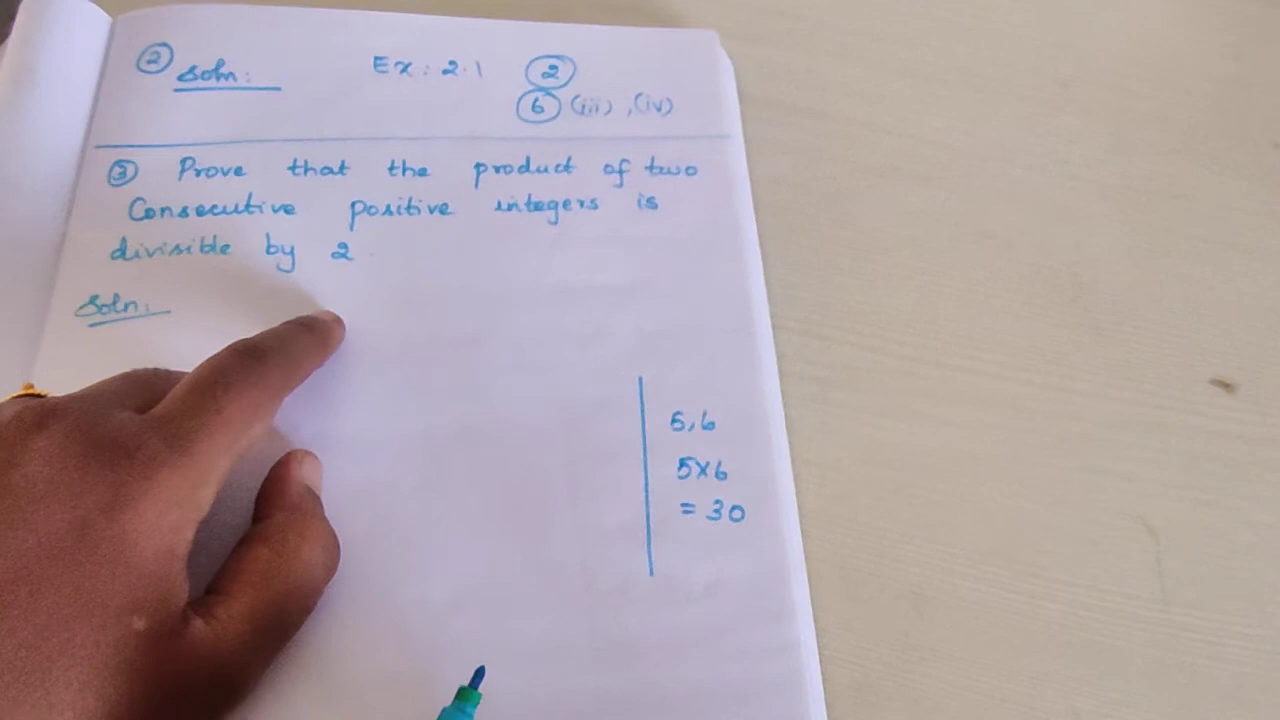 ② Soln: Ex: 2.1 ②
⑥ (iii), (iv)
③ Prove that the product of two
Consecutive positive integers is
divisible by 2
Soln:
5,6
5×6
= 30